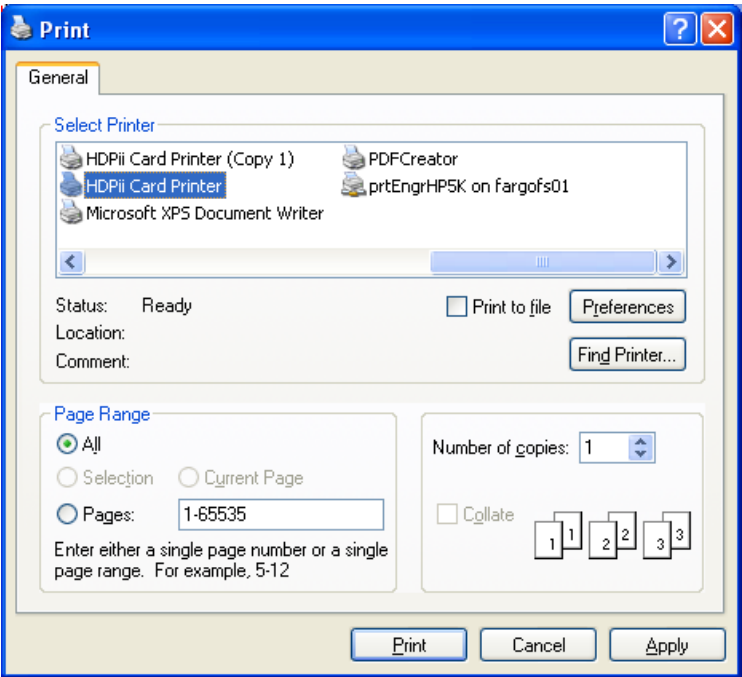 Print
General
Select Printer
HDPii Card Printer (Copy 1) PDFCreator
HDPii Card Printer prtEngrHP5K on fargofs01
Microsoft XPS Document Writer
Status: Ready Print to file Preferences
Location:
Comment: Find Printer...
Page Range
All Number of copies: 1
Selection Current Page
Pages: 1-65535 Collate 1 1 2 2 3 3
Enter either a single page number or a single
page range. For example, 5-12
Print Cancel Apply